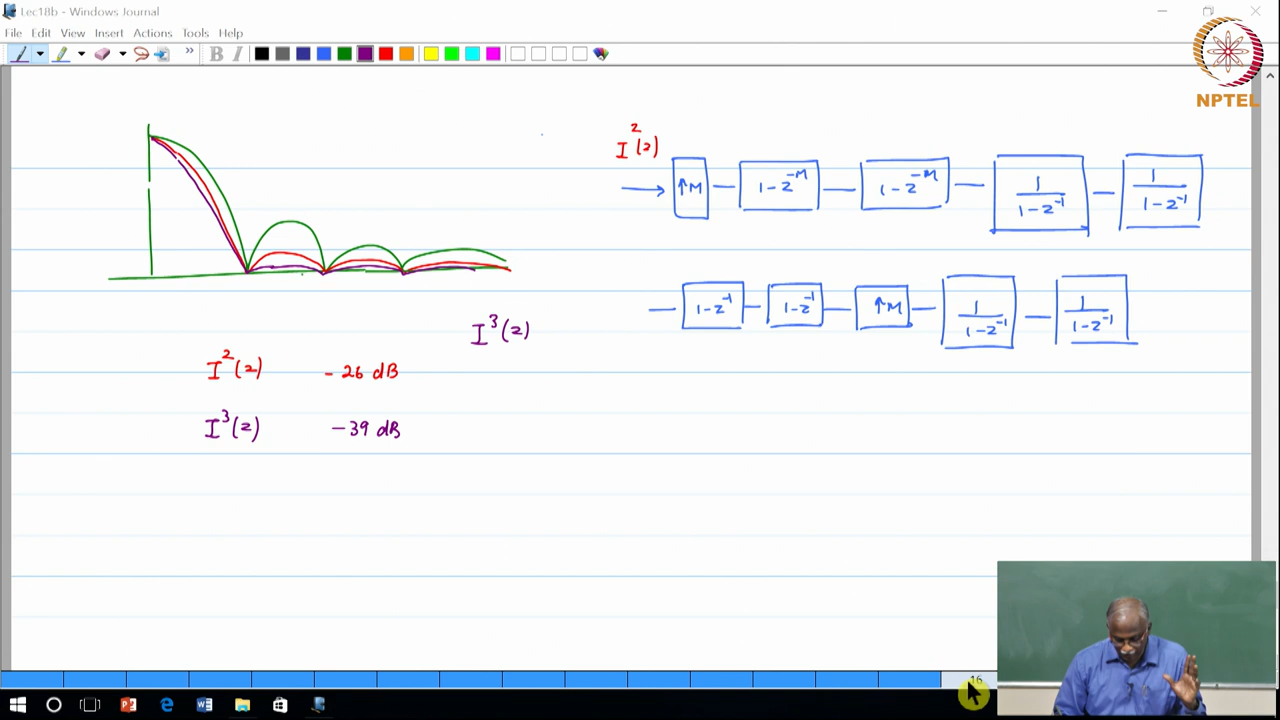 Lec18b - Windows Journal
File Edit View Insert Actions Tools Help
B I
NPTEL
I²(z)
↑M
1-z^-M
1-z^-M
1/(1-z^-1)
1/(1-z^-1)
1-z^-1
1-z^-1
↑M
1/(1-z^-1)
1/(1-z^-1)
I³(z)
I²(z) -26 dB
I³(z) -39 dB
16